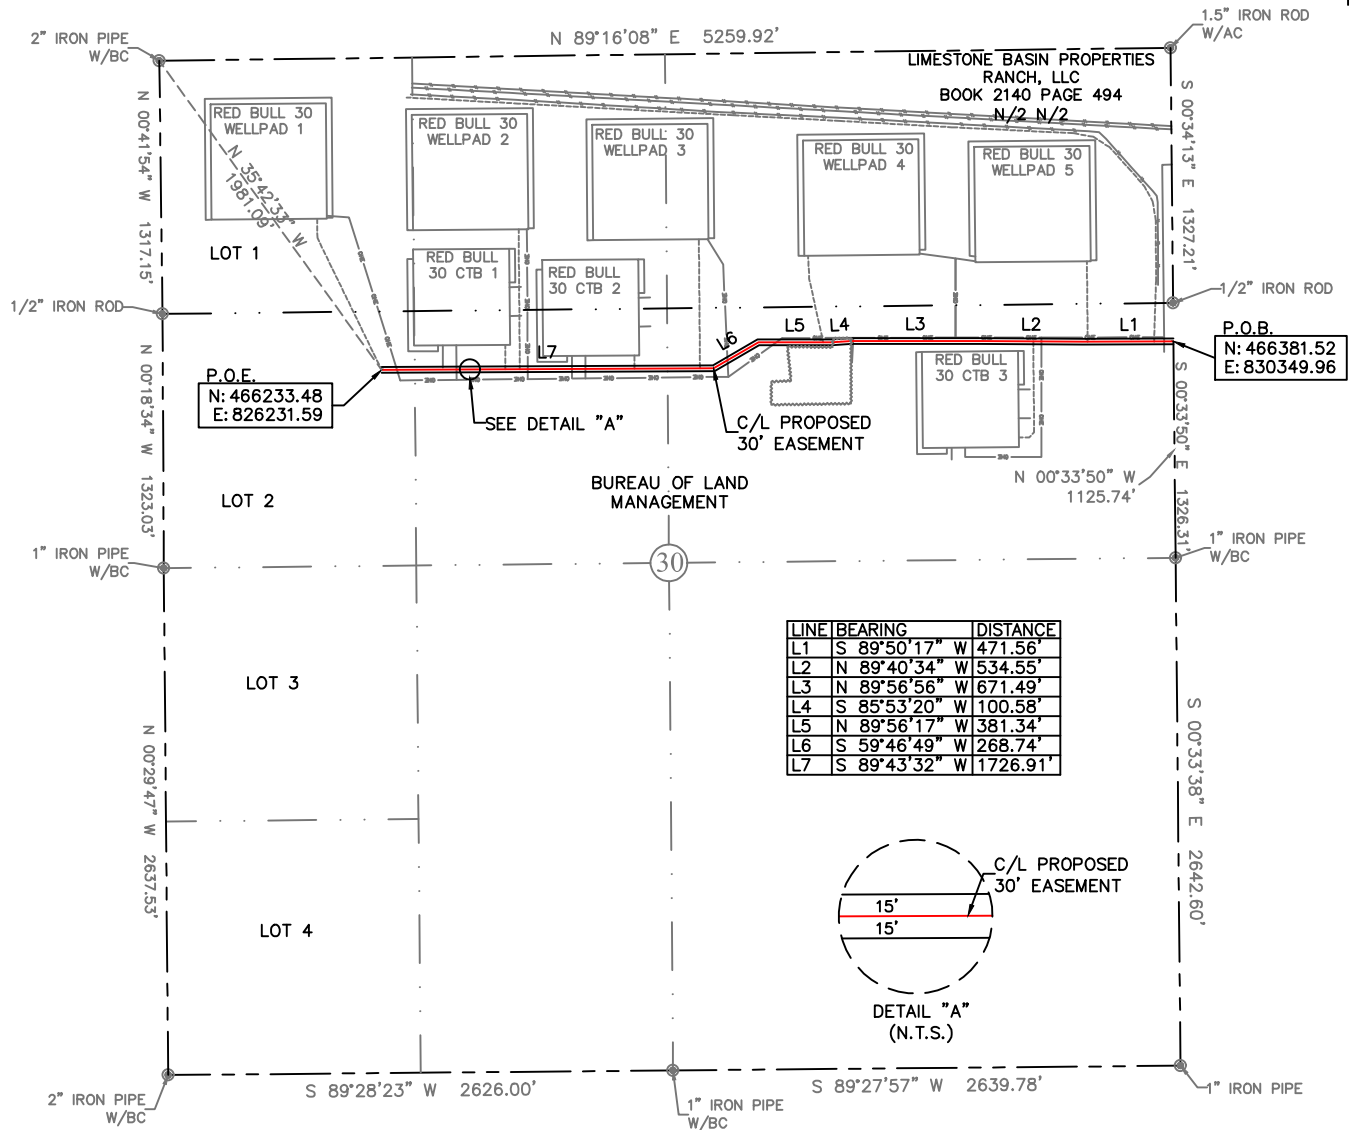 2" IRON PIPE
W/BC
N 89°16'08" E 5259.92'
1.5" IRON ROD
W/AC
LIMESTONE BASIN PROPERTIES
RANCH, LLC
BOOK 2140 PAGE 494
N/2 N/2
N 00°41'54" W 1317.15'
RED BULL 30
WELLPAD 1
RED BULL 30
WELLPAD 2
RED BULL 30
WELLPAD 3
RED BULL 30
WELLPAD 4
RED BULL 30
WELLPAD 5
S 00°34'13" E 1327.21'
N 35°42'33" W
1981.09'
LOT 1
RED BULL
30 CTB 1
RED BULL
30 CTB 2
1/2" IRON ROD
1/2" IRON ROD
L7
L6
L5
L4
L3
L2
L1
P.O.B.
N: 466381.52
E: 830349.96
P.O.E.
N: 466233.48
E: 826231.59
RED BULL
30 CTB 3
SEE DETAIL "A"
C/L PROPOSED
30' EASEMENT
N 00°18'34" W 1323.03'
S 00°33'50" E 1326.31'
N 00°33'50" W
1125.74'
BUREAU OF LAND
MANAGEMENT
LOT 2
1" IRON PIPE
W/BC
30
1" IRON PIPE
W/BC
LINE BEARING DISTANCE
L1 S 89°50'17" W 471.56'
L2 N 89°40'34" W 534.55'
L3 N 89°56'56" W 671.49'
L4 S 85°53'20" W 100.58'
L5 N 89°56'17" W 381.34'
L6 S 59°46'49" W 268.74'
L7 S 89°43'32" W 1726.91'
LOT 3
N 00°29'47" W 2637.53'
S 00°33'38" E 2642.60'
C/L PROPOSED
30' EASEMENT
15'
15'
LOT 4
DETAIL "A"
(N.T.S.)
S 89°28'23" W 2626.00'
S 89°27'57" W 2639.78'
2" IRON PIPE
W/BC
1" IRON PIPE
W/BC
1" IRON PIPE